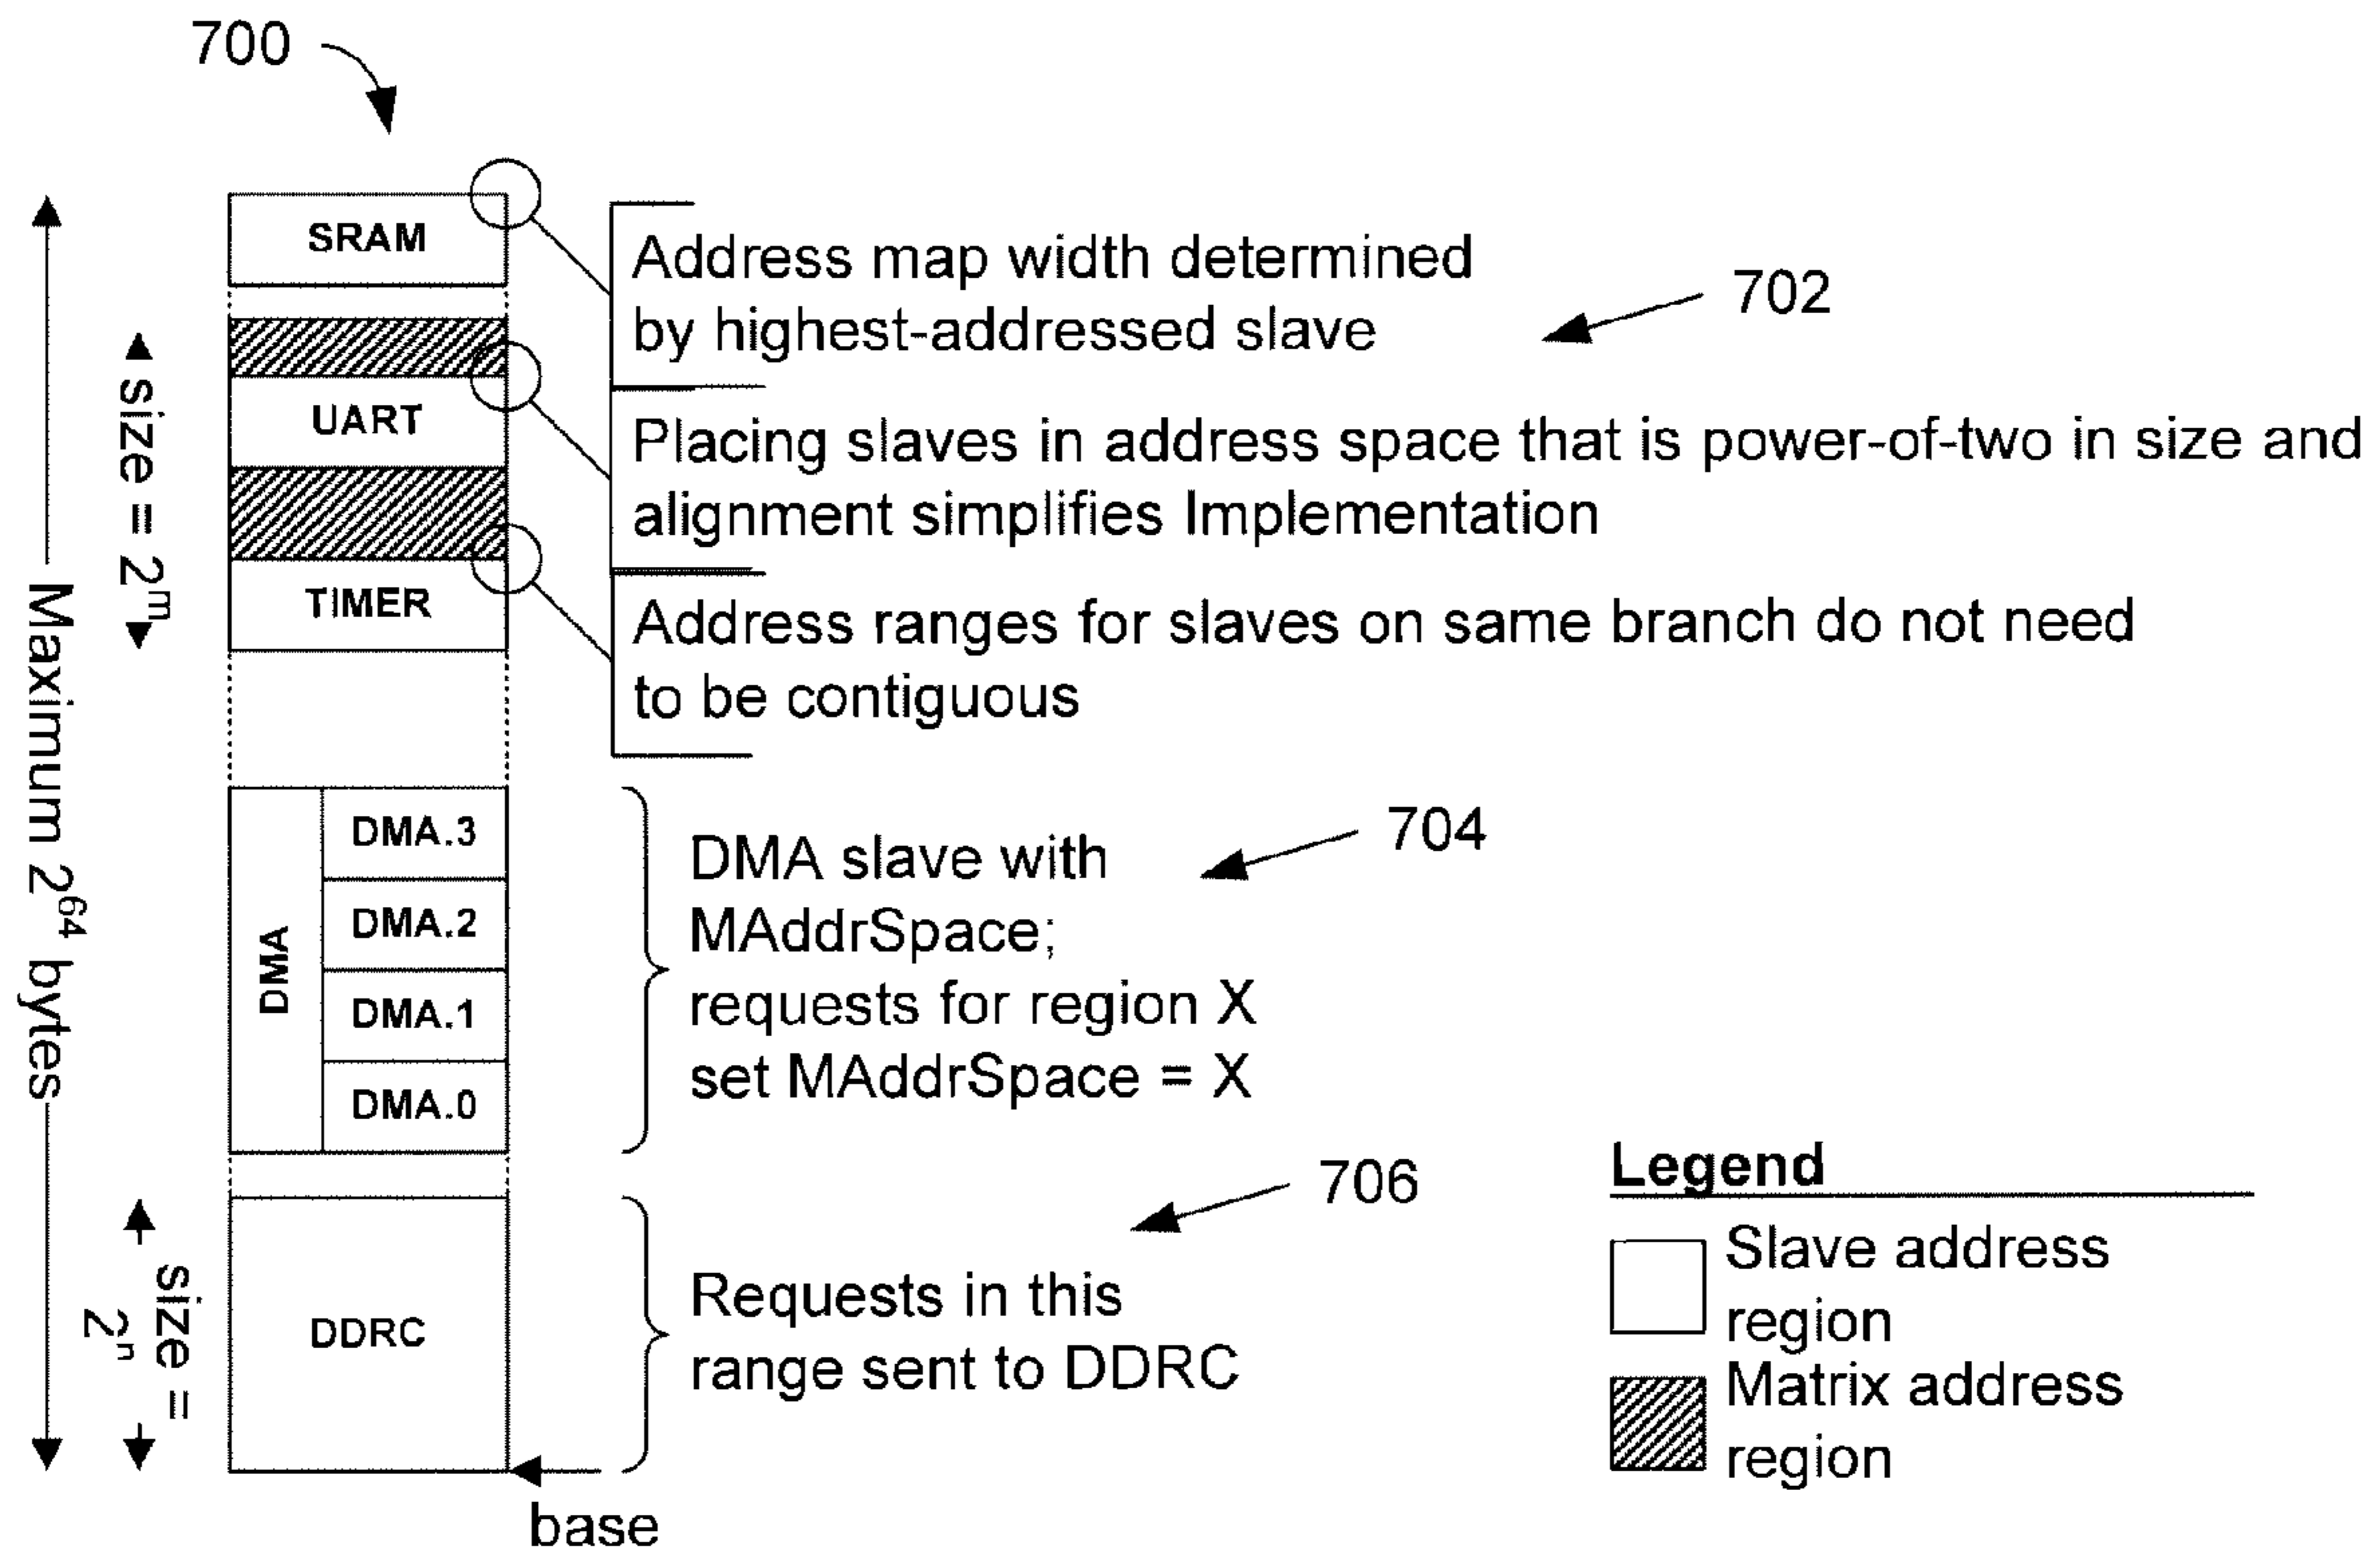 700
SRAM
Address map width determined
by highest-addressed slave
702
size = 2^m
UART
Placing slaves in address space that is power-of-two in size and
alignment simplifies Implementation
TIMER
Address ranges for slaves on same branch do not need
to be contiguous
Maximum 2^64 bytes
DMA
DMA.3
DMA.2
DMA.1
DMA.0
DMA slave with
MAddrSpace;
requests for region X
set MAddrSpace = X
704
706
size =
2^n
DDRC
Requests in this
range sent to DDRC
base
Legend
Slave address
region
Matrix address
region